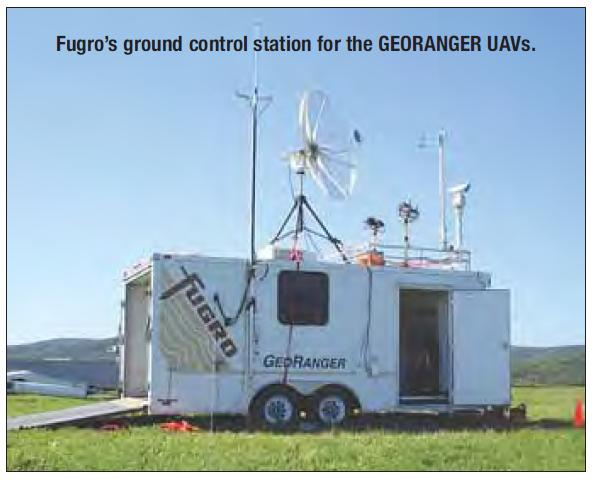 Fugro's ground control station for the GEORANGER UAVs.
FUGRO
GEORANGER